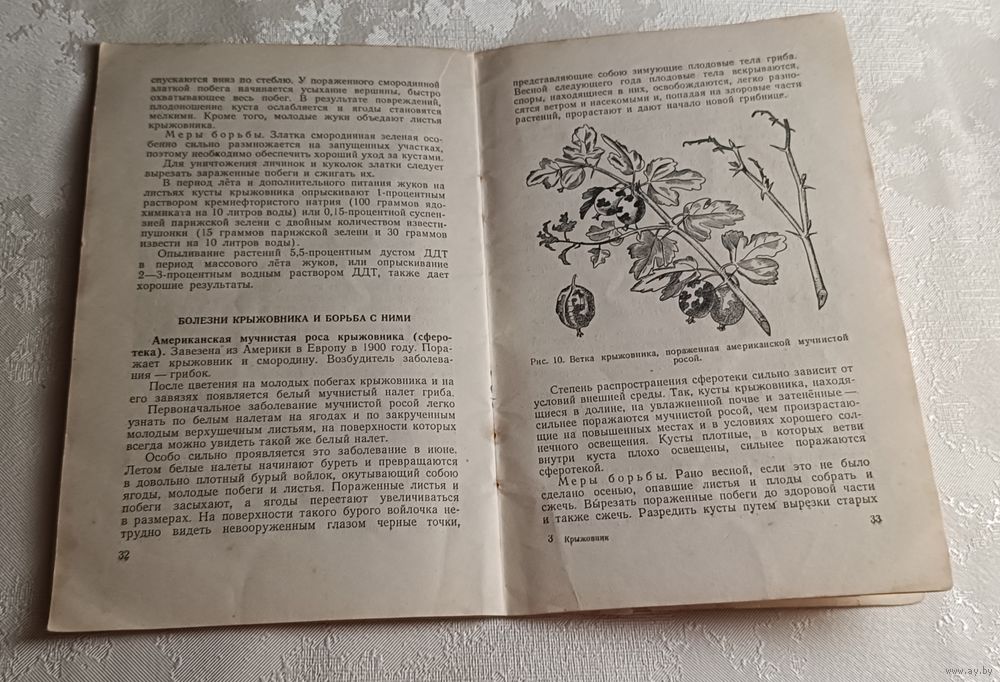 спускаются вниз по стеблю. У пораженного смородинной
златкой побега начинается усыхание вершины, быстро
охватывающее весь побег. В результате повреждений,
плодоношение куста ослабляется и ягоды становятся
мелкими. Кроме того, молодые жуки объедают листья
крыжовника.
Меры борьбы. Златка смородинная зеленая осо-
бенно сильно размножается на запущенных участках,
поэтому необходимо обеспечить хороший уход за кустами.
Для уничтожения личинок и куколок златки следует
вырезать зараженные побеги и сжигать их.
В период лёта и дополнительного питания жуков на
листьях кусты крыжовника опрыскивают 1-процентным
раствором кремнефтористого натрия (100 граммов ядо-
химиката на 10 литров воды) или 0,15-процентной суспен-
зией парижской зелени с двойным количеством извести-
пушонки (15 граммов парижской зелени и 30 граммов
извести на 10 литров воды).
Опыливание растений 5,5-процентным дустом ДДТ
в период массового лёта жуков, или опрыскивание
2—3-процентным водным раствором ДДТ, также дает
хорошие результаты.
БОЛЕЗНИ КРЫЖОВНИКА И БОРЬБА С НИМИ
Американская мучнистая роса крыжовника (сферо-
тека). Завезена из Америки в Европу в 1900 году. Пора-
жает крыжовник и смородину. Возбудитель заболева-
ния — грибок.
После цветения на молодых побегах крыжовника и на
его завязях появляется белый мучнистый налет гриба.
Первоначальное заболевание мучнистой росой легко
узнать по белым налетам на ягодах и по закрученным
молодым верхушечным листьям, на поверхности которых
всегда можно увидеть такой же белый налет.
Особо сильно проявляется это заболевание в июне.
Летом белые налеты начинают буреть и превращаются
в довольно плотный бурый войлок, окутывающий собою
ягоды, молодые побеги и листья. Пораженные листья и
побеги засыхают, а ягоды перестают увеличиваться
в размерах. На поверхности такого бурого войлочка не-
трудно видеть невооруженным глазом черные точки,
32
представляющие собою зимующие плодовые тела гриба.
Весной следующего года плодовые тела вскрываются,
споры, находящиеся в них, освобождаются, легко разно-
сятся ветром и насекомыми и, попадая на здоровые части
растений, прорастают и дают начало новой грибнице.
Рис. 10. Ветка крыжовника, пораженная американской мучнистой
росой.
Степень распространения сферотеки сильно зависит от
условий внешней среды. Так, кусты крыжовника, находя-
щиеся в долине, на увлажненной почве и затенённые —
сильнее поражаются мучнистой росой, чем произрастаю-
щие на повышенных местах и в условиях хорошего сол-
нечного освещения. Кусты плотные, в которых ветви
внутри куста плохо освещены, сильнее поражаются
сферотекой.
Меры борьбы. Рано весной, если это не было
сделано осенью, опавшие листья и плоды собрать и
сжечь. Вырезать пораженные побеги до здоровой части
и также сжечь. Разредить кусты путем вырезки старых
3 Крыжовник
33
www.ay.by